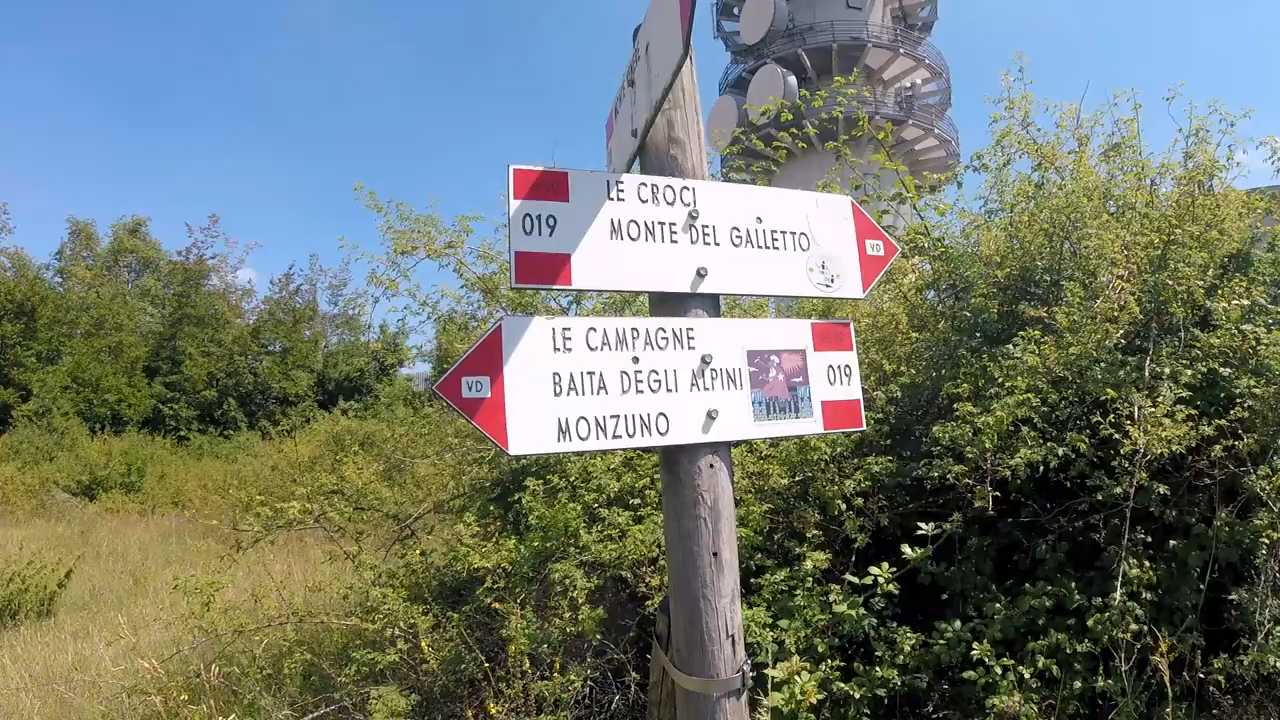 LE CROCI
019
MONTE DEL GALLETTO
VD
LE CAMPAGNE
VD
BAITA DEGLI ALPINI
019
MONZUNO